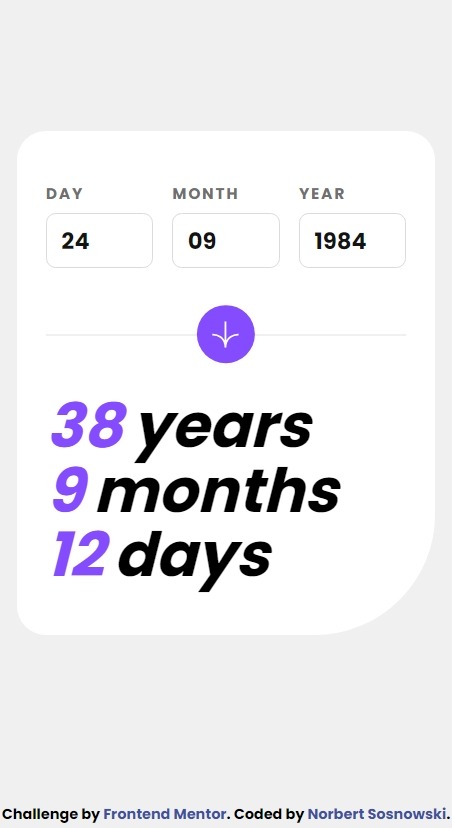 DAY MONTH YEAR
24 09 1984
38 years
9 months
12 days
Challenge by Frontend Mentor. Coded by Norbert Sosnowski.